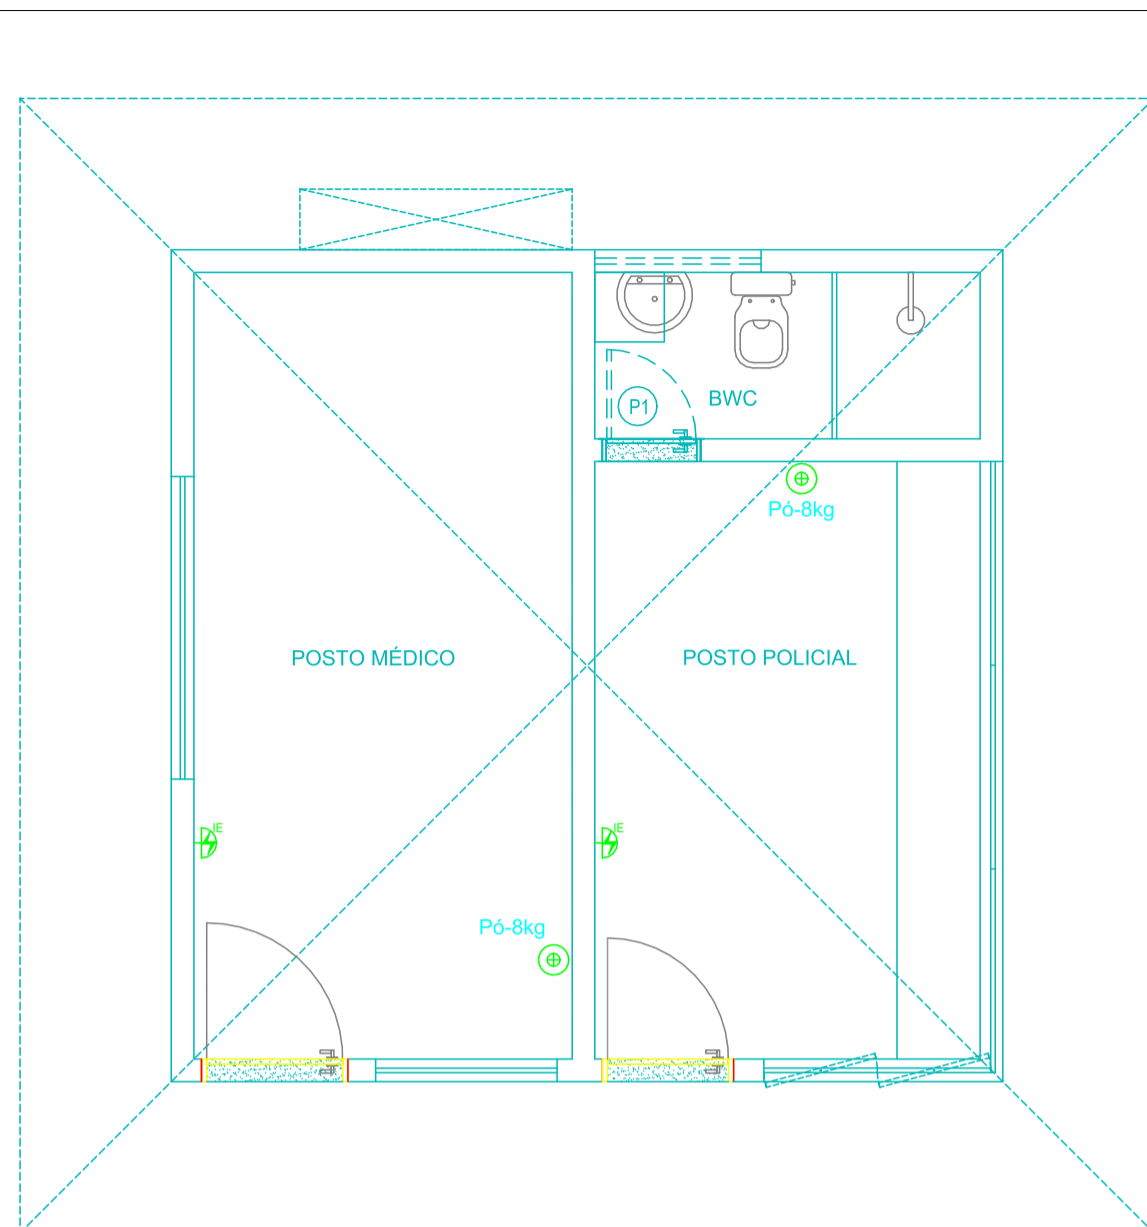 P1
BWC
Pó-8kg
POSTO MÉDICO
POSTO POLICIAL
IE
IE
Pó-8kg